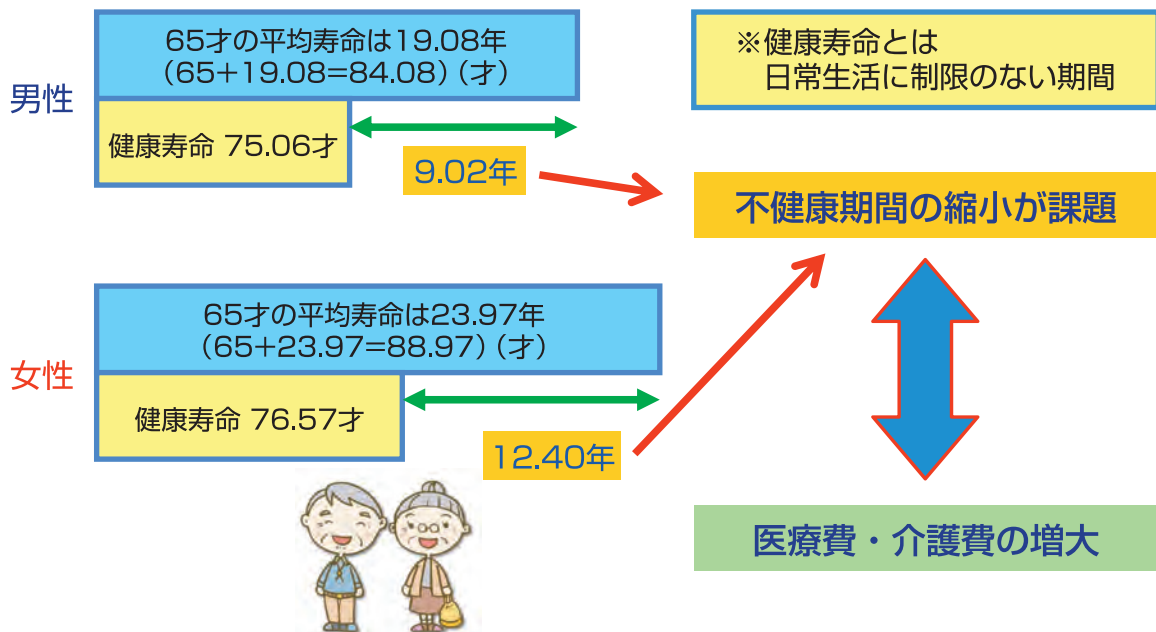 男性
65才の平均寿命は19.08年
(65+19.08=84.08)(才)
健康寿命 75.06才
9.02年
※健康寿命とは
日常生活に制限のない期間
不健康期間の縮小が課題
女性
65才の平均寿命は23.97年
(65+23.97=88.97)(才)
健康寿命 76.57才
12.40年
医療費・介護費の増大